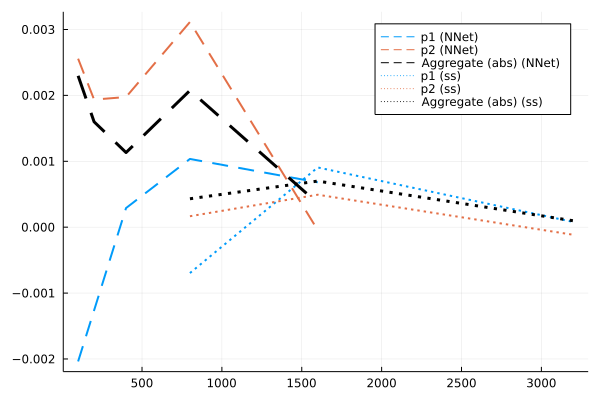 0.003
0.002
0.001
0.000
−0.001
−0.002
500
1000
1500
2000
2500
3000
p1 (NNet)
p2 (NNet)
Aggregate (abs) (NNet)
p1 (ss)
p2 (ss)
Aggregate (abs) (ss)